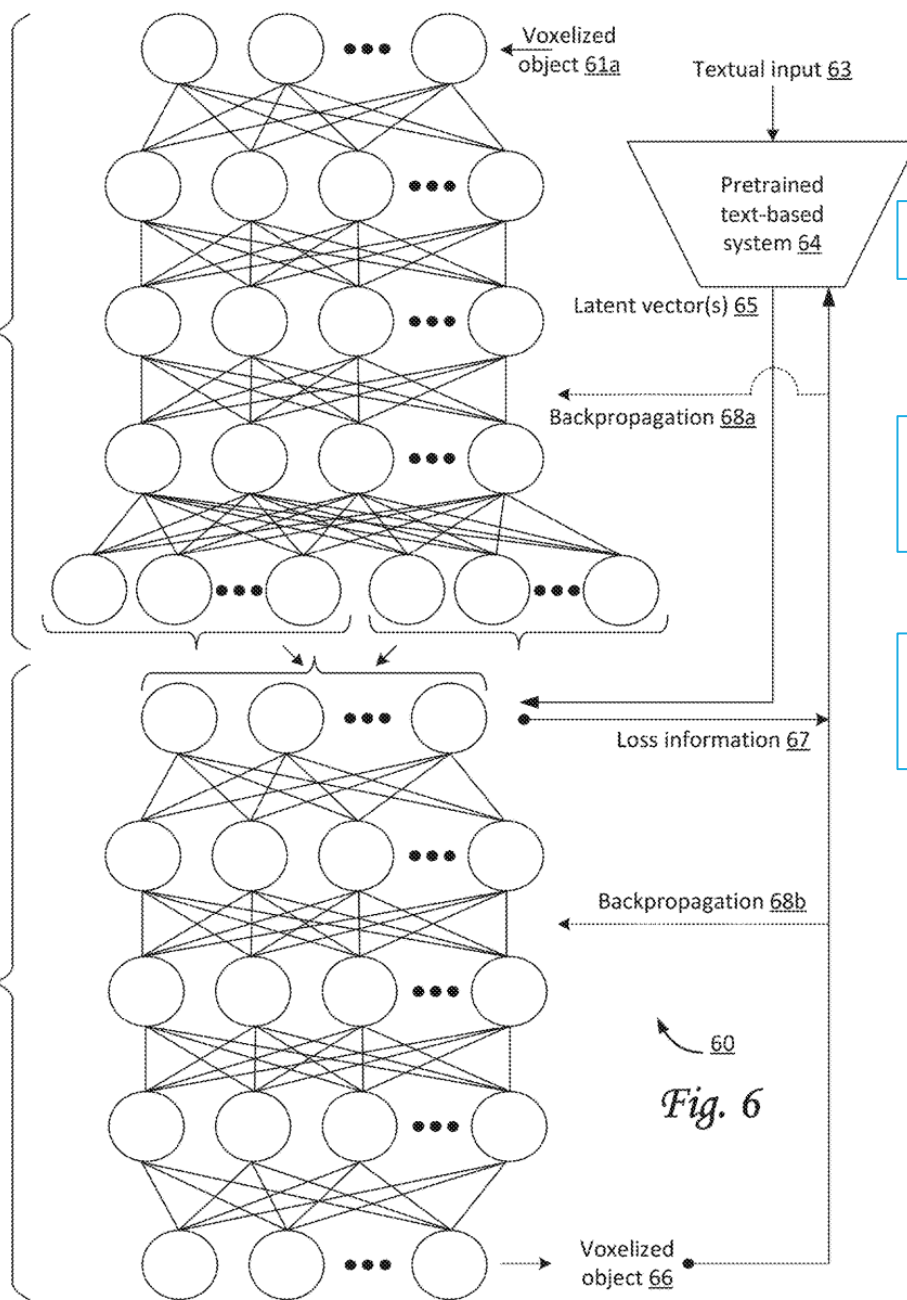 Voxelized
object 61a
Textual input 63
Pretrained
text-based
system 64
Latent vector(s) 65
Backpropagation 68a
Loss information 67
Backpropagation 68b
60
Fig. 6
Voxelized
object 66